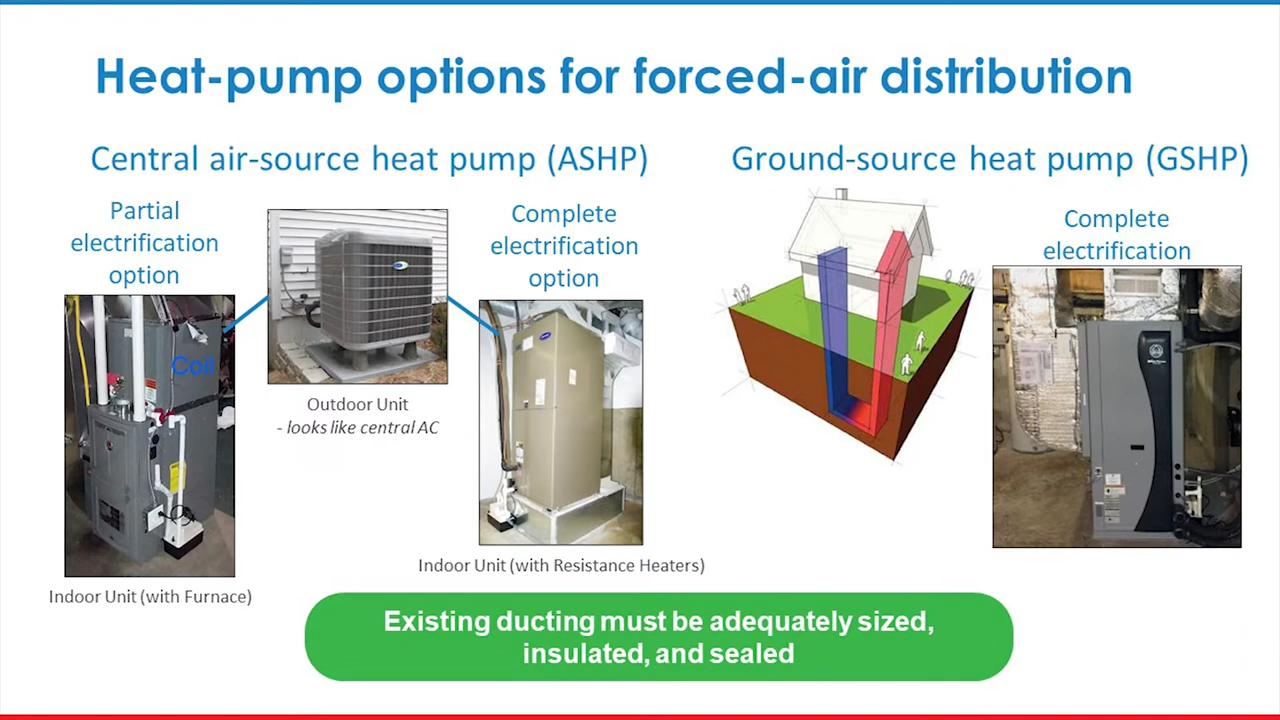 Heat-pump options for forced-air distribution
Central air-source heat pump (ASHP)
Partial
electrification
option
Coil
Indoor Unit (with Furnace)
Outdoor Unit
- looks like central AC
Complete
electrification
option
Indoor Unit (with Resistance Heaters)
Ground-source heat pump (GSHP)
Complete
electrification
Existing ducting must be adequately sized,
insulated, and sealed